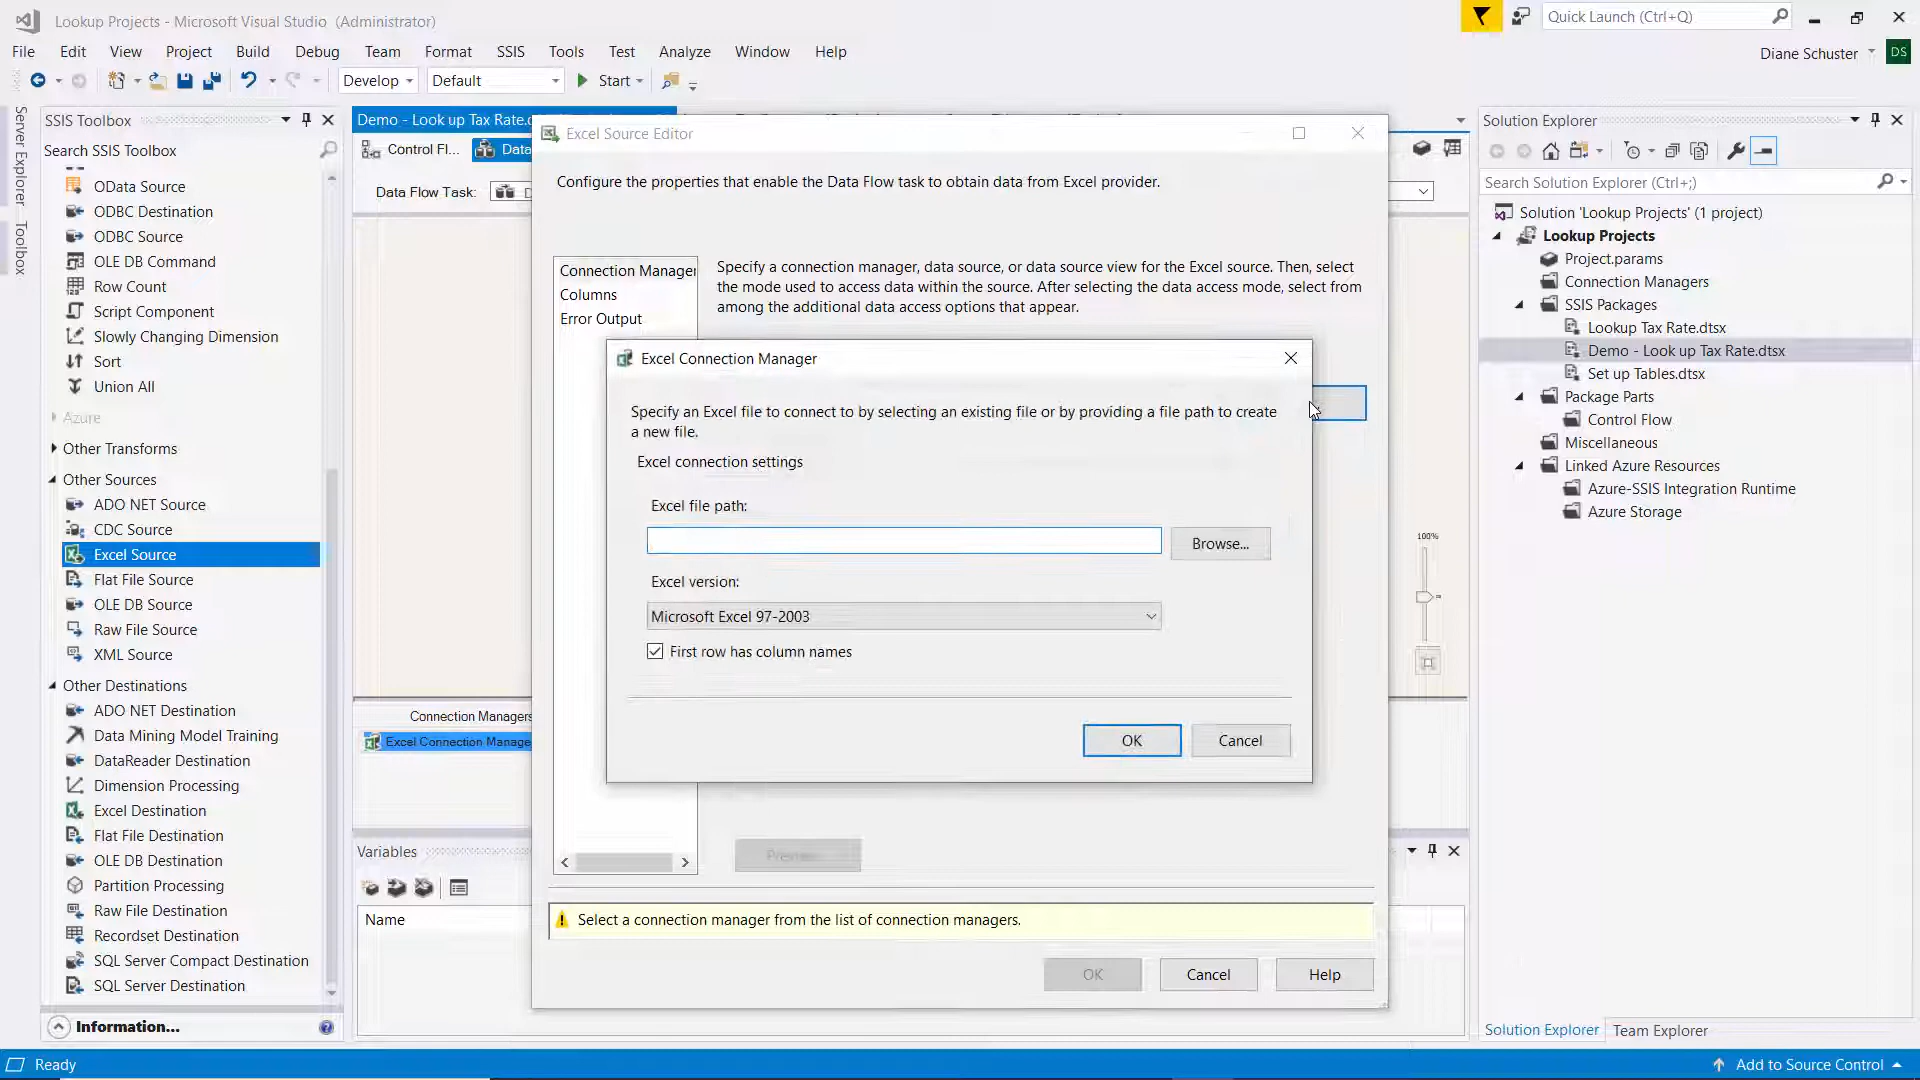 Lookup Projects - Microsoft Visual Studio (Administrator)
Quick Launch (Ctrl+Q)
File Edit View Project Build Debug Team Format SSIS Tools Test Analyze Window Help
Diane Schuster DS
Develop Default Start
Server Explorer
Toolbox
SSIS Toolbox
Search SSIS Toolbox
OData Source
ODBC Destination
ODBC Source
OLE DB Command
Row Count
Script Component
Slowly Changing Dimension
Sort
Union All
Azure
Other Transforms
Other Sources
ADO NET Source
CDC Source
Excel Source
Flat File Source
OLE DB Source
Raw File Source
XML Source
Other Destinations
ADO NET Destination
Data Mining Model Training
DataReader Destination
Dimension Processing
Excel Destination
Flat File Destination
OLE DB Destination
Partition Processing
Raw File Destination
Recordset Destination
SQL Server Compact Destination
SQL Server Destination
Information...
Demo - Look up Tax Rate.
Control Fl... Data
Data Flow Task:
100%
Connection Managers
Excel Connection Manage
Variables
Name
Excel Source Editor
Configure the properties that enable the Data Flow task to obtain data from Excel provider.
Connection Manager
Columns
Error Output
Specify a connection manager, data source, or data source view for the Excel source. Then, select
the mode used to access data within the source. After selecting the data access mode, select from
among the additional data access options that appear.
Preview...
Select a connection manager from the list of connection managers.
OK Cancel Help
Excel Connection Manager
Specify an Excel file to connect to by selecting an existing file or by providing a file path to create
a new file.
Excel connection settings
Excel file path:
Browse...
Excel version:
Microsoft Excel 97-2003
First row has column names
OK Cancel
Solution Explorer
Search Solution Explorer (Ctrl+;)
Solution 'Lookup Projects' (1 project)
Lookup Projects
Project.params
Connection Managers
SSIS Packages
Lookup Tax Rate.dtsx
Demo - Look up Tax Rate.dtsx
Set up Tables.dtsx
Package Parts
Control Flow
Miscellaneous
Linked Azure Resources
Azure-SSIS Integration Runtime
Azure Storage
Solution Explorer Team Explorer
Ready
Add to Source Control